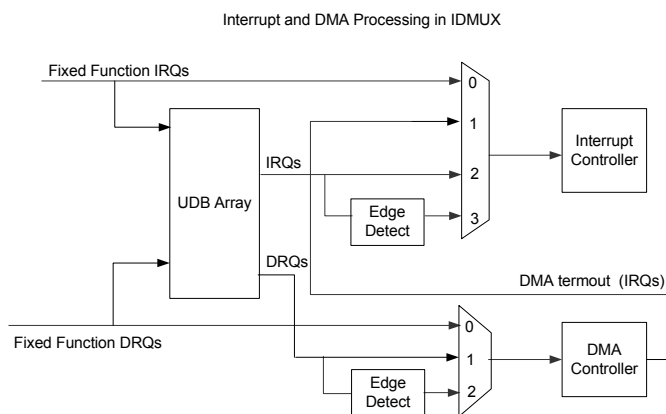 Interrupt and DMA Processing in IDMUX
Fixed Function IRQs
0
1
2
3
Interrupt
Controller
IRQs
UDB Array
Edge
Detect
DRQs
DMA termout (IRQs)
Fixed Function DRQs
0
1
2
Edge
Detect
DMA
Controller